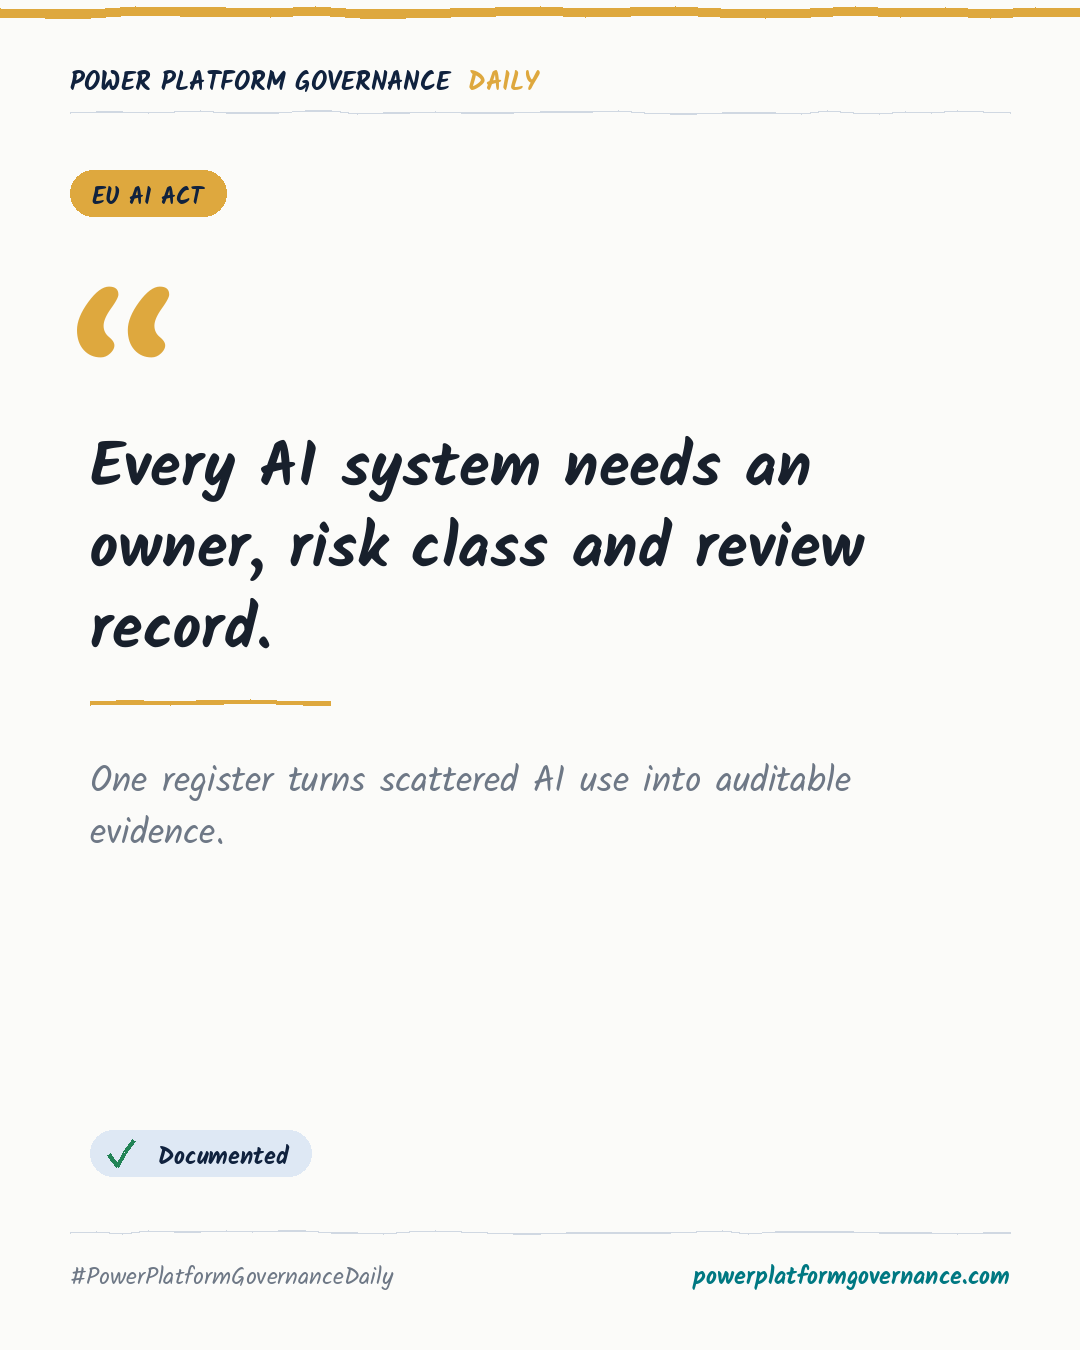 POWER PLATFORM GOVERNANCE DAILY
EU AI ACT
“
Every AI system needs an
owner, risk class and review
record.
One register turns scattered AI use into auditable
evidence.
✓ Documented
#PowerPlatformGovernanceDaily powerplatformgovernance.com